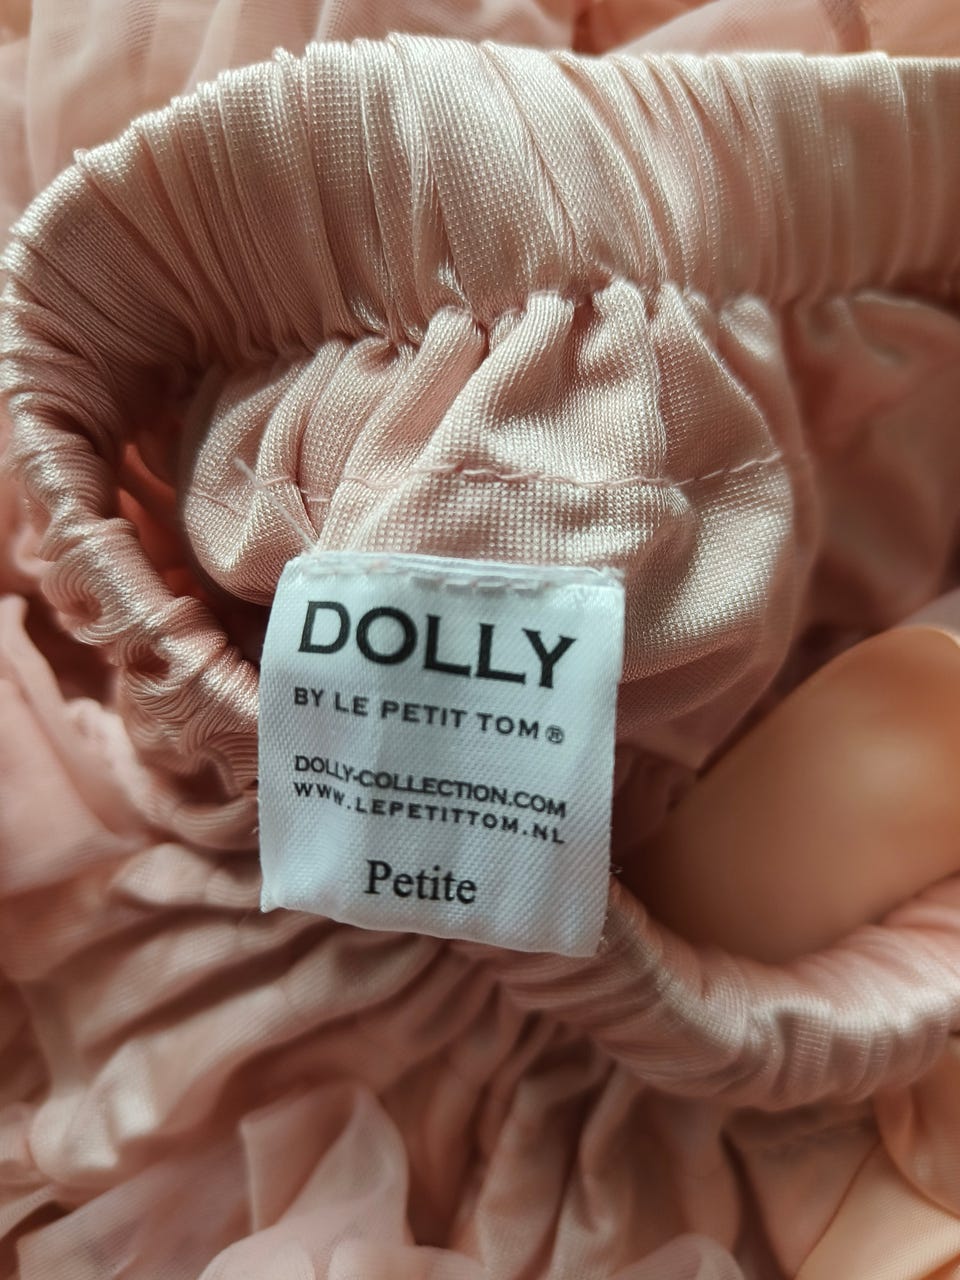 DOLLY
BY LE PETIT TOM®
DOLLY-COLLECTION.COM
WWW.LEPETITTOM.NL
Petite